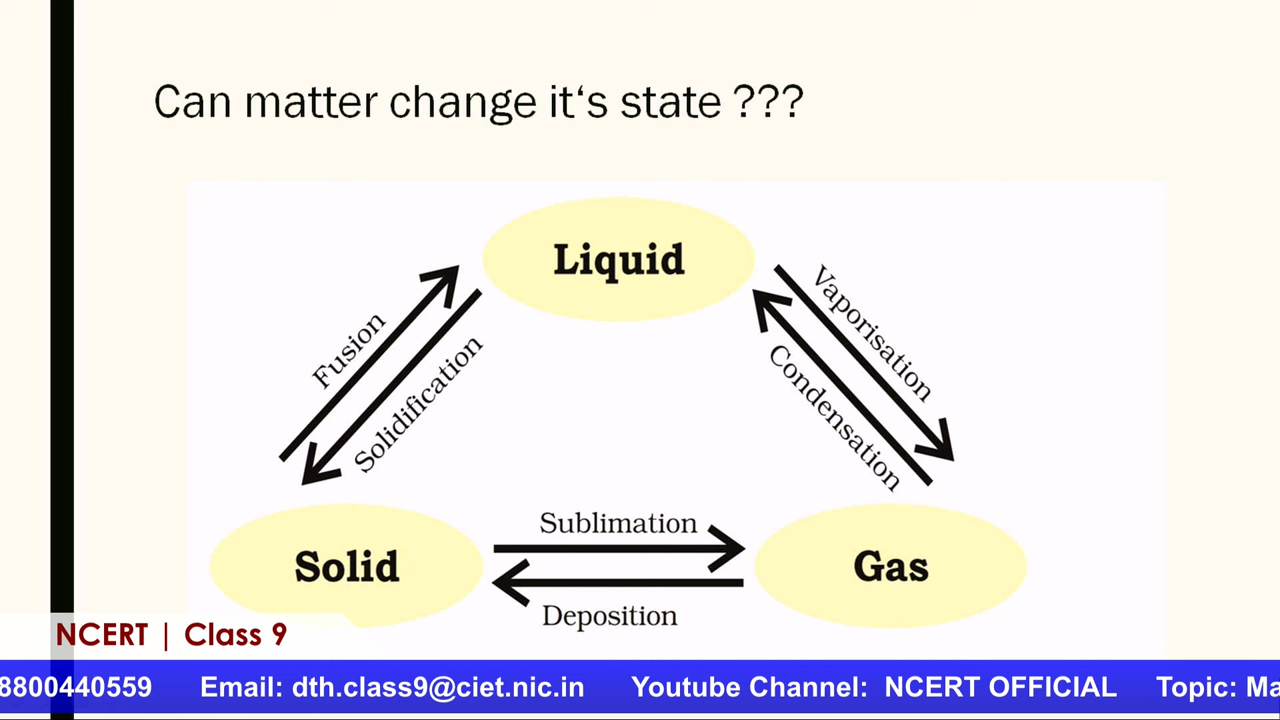 Can matter change it‘s state ???
Liquid
Fusion
Solidification
Vaporisation
Condensation
Sublimation
Solid
Gas
Deposition
NCERT | Class 9
8800440559 Email: dth.class9@ciet.nic.in Youtube Channel: NCERT OFFICIAL Topic: Ma